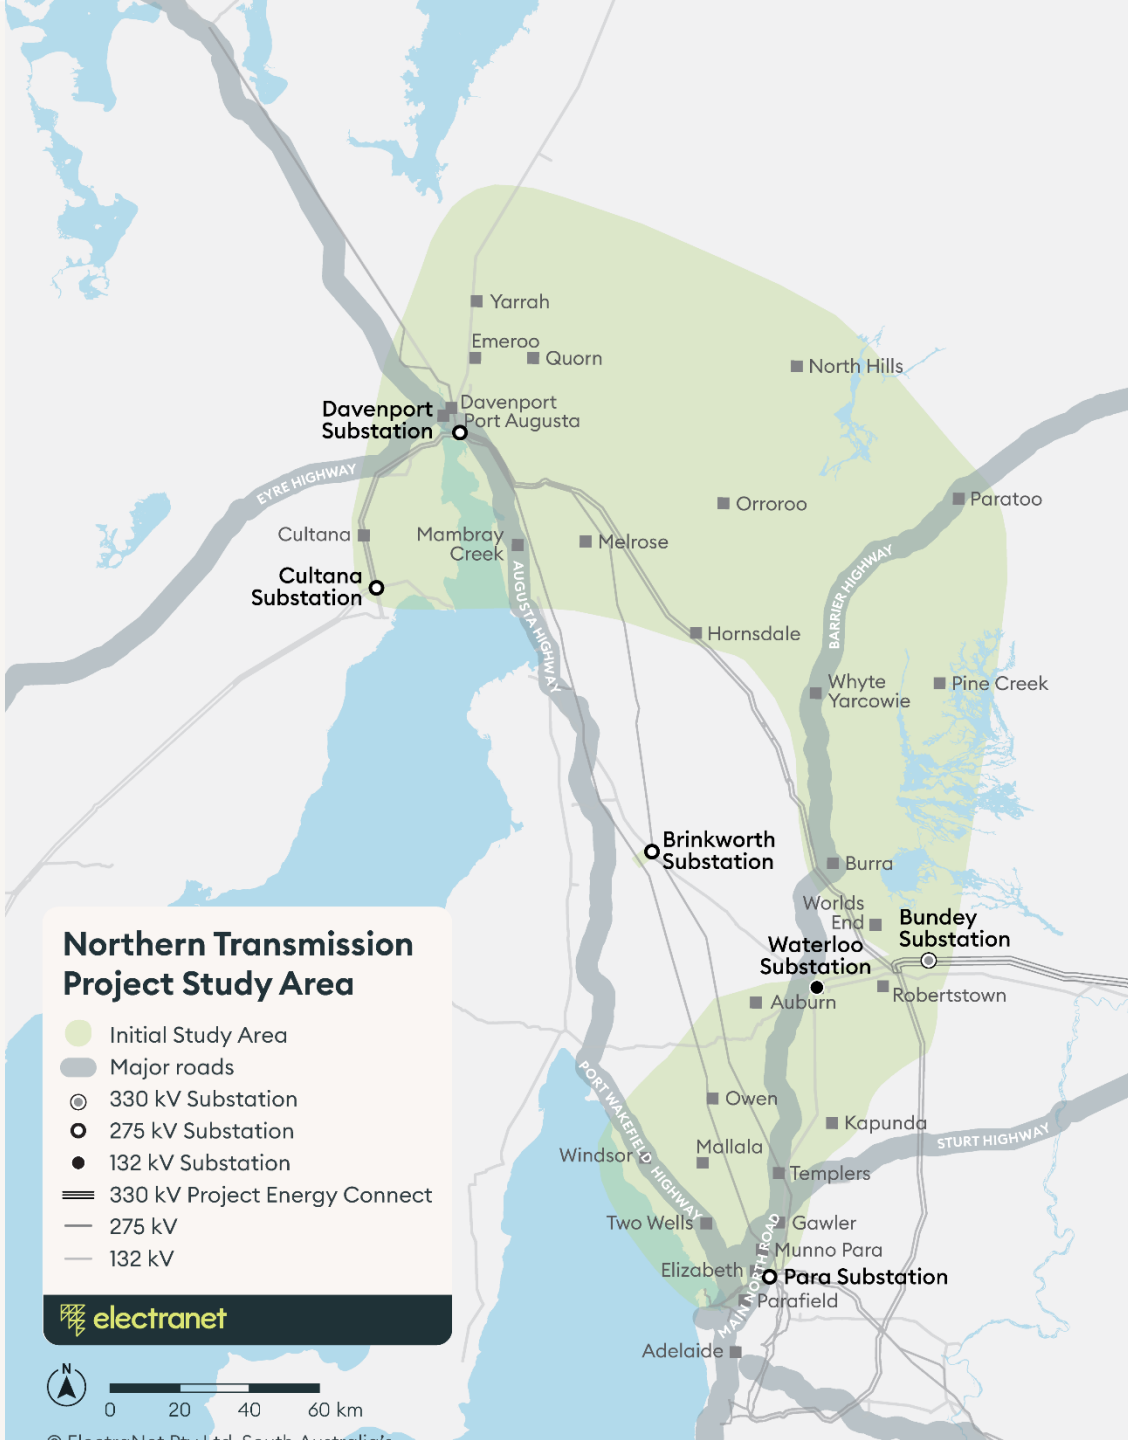 Yarrah
Emeroo
Quorn
North Hills
Davenport
Substation
Davenport
Port Augusta
EYRE HIGHWAY
Orroroo
Paratoo
Cultana
Mambray
Creek
Melrose
Cultana
Substation
AUGUSTA HIGHWAY
BARRIER HIGHWAY
Hornsdale
Whyte
Yarcowie
Pine Creek
Brinkworth
Substation
Burra
Worlds
End
Bundey
Substation
Waterloo
Substation
Auburn
Robertstown
Northern Transmission
Project Study Area
Initial Study Area
Major roads
330 kV Substation
275 kV Substation
132 kV Substation
330 kV Project Energy Connect
275 kV
132 kV
electranet
PORT WAKEFIELD HIGHWAY
Owen
Kapunda
STURT HIGHWAY
Windsor
Mallala
Templers
Two Wells
Gawler
Munno Para
Elizabeth
Para Substation
MAIN NORTH ROAD
Parafield
Adelaide
N
0 20 40 60 km
© ElectraNet Pty Ltd, South Australia's